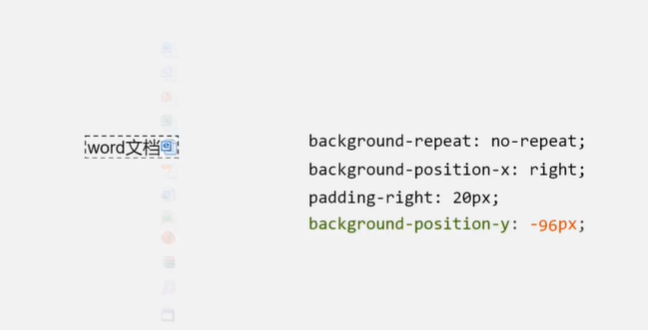 word文档
background-repeat: no-repeat;
background-position-x: right;
padding-right: 20px;
background-position-y: -96px;